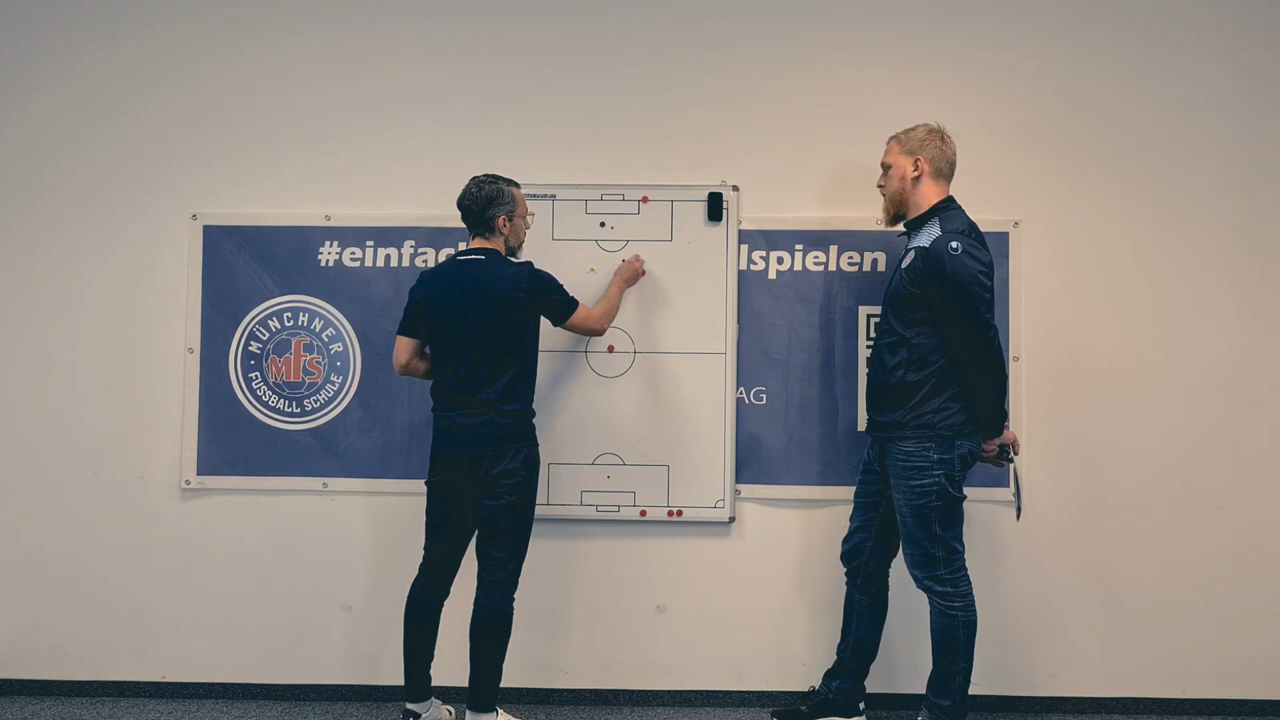 #einfac
lspielen
MÜNCHNER
MFS
FUSSBALL SCHULE
AG